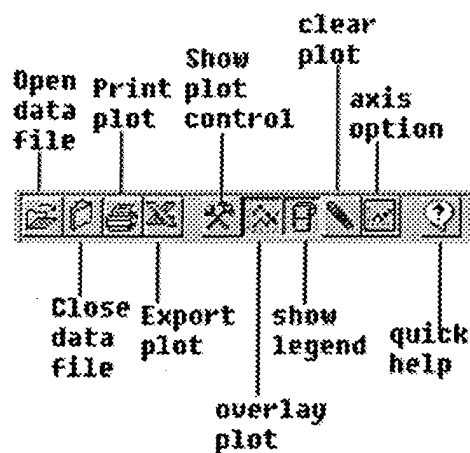 Open
data
file
Print
plot
Show
plot
control
clear
plot
axis
option
Close
data
file
Export
plot
overlay
plot
show
legend
quick
help